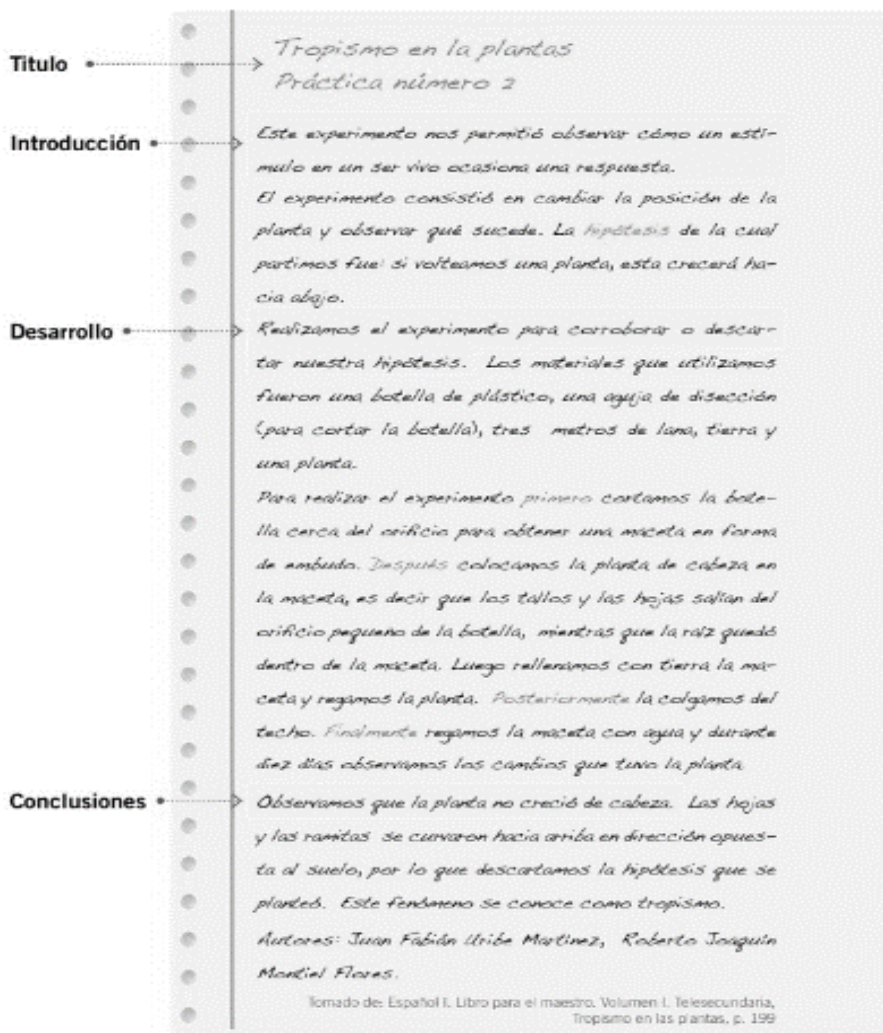 Tropismo en la plantas
Título
Práctica número 2
Introducción
Este experimento nos permitió observar cómo un estí-
mulo en un ser vivo ocasiona una respuesta.
El experimento consistió en cambiar la posición de la
planta y observar qué sucede. La hipótesis de la cual
partimos fue: si volteamos una planta, esta crecerá ha-
cia abajo.
Desarrollo
Realizamos el experimento para corroborar o descar-
tar nuestra hipótesis. Los materiales que utilizamos
fueron una botella de plástico, una aguja de disección
(para cortar la botella), tres metros de lana, tierra y
una planta.
Para realizar el experimento primero cortamos la bote-
lla cerca del orificio para obtener una maceta en forma
de embudo. Después colocamos la planta de cabeza en
la maceta, es decir que los tallos y las hojas salían del
orificio pequeño de la botella, mientras que la raíz quedó
dentro de la maceta. Luego rellenamos con tierra la ma-
ceta y regamos la planta. Posteriormente la colgamos del
techo. Finalmente regamos la maceta con agua y durante
diez días observamos los cambios que tuvo la planta
Conclusiones
Observamos que la planta no creció de cabeza. Las hojas
y las ramitas se curvaron hacia arriba en dirección opues-
ta al suelo, por lo que descartamos la hipótesis que se
planteó. Este fenómeno se conoce como tropismo.
Autores: Juan Fabián Uribe Martínez, Roberto Joaquín
Montiel Flores.
Tomado de: Español I. Libro para el maestro. Volumen I. Telesecundaria,
Tropismo en las plantas, p. 199